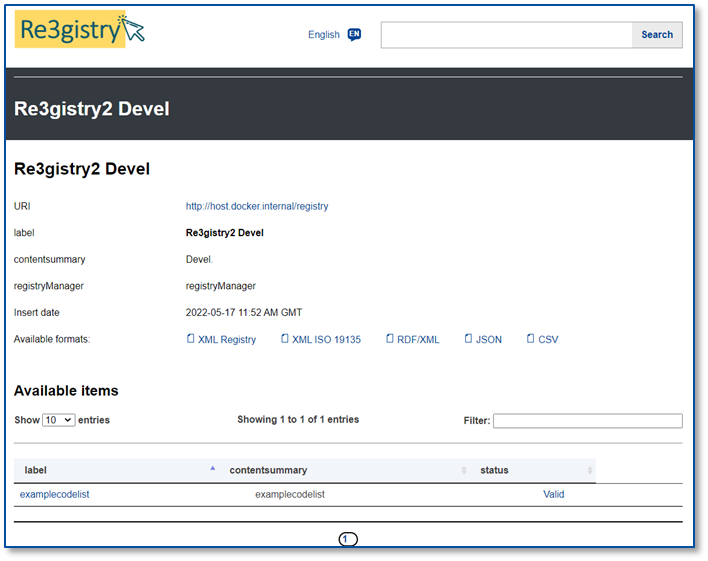 Re3gistry English EN Search
Re3gistry2 Devel
Re3gistry2 Devel
URI http://host.docker.internal/registry
label Re3gistry2 Devel
contentsummary Devel.
registryManager registryManager
Insert date 2022-05-17 11:52 AM GMT
Available formats: XML Registry XML ISO 19135 RDF/XML JSON CSV
Available items
Show 10 entries Showing 1 to 1 of 1 entries Filter:
label contentsummary status
examplecodelist examplecodelist Valid
1